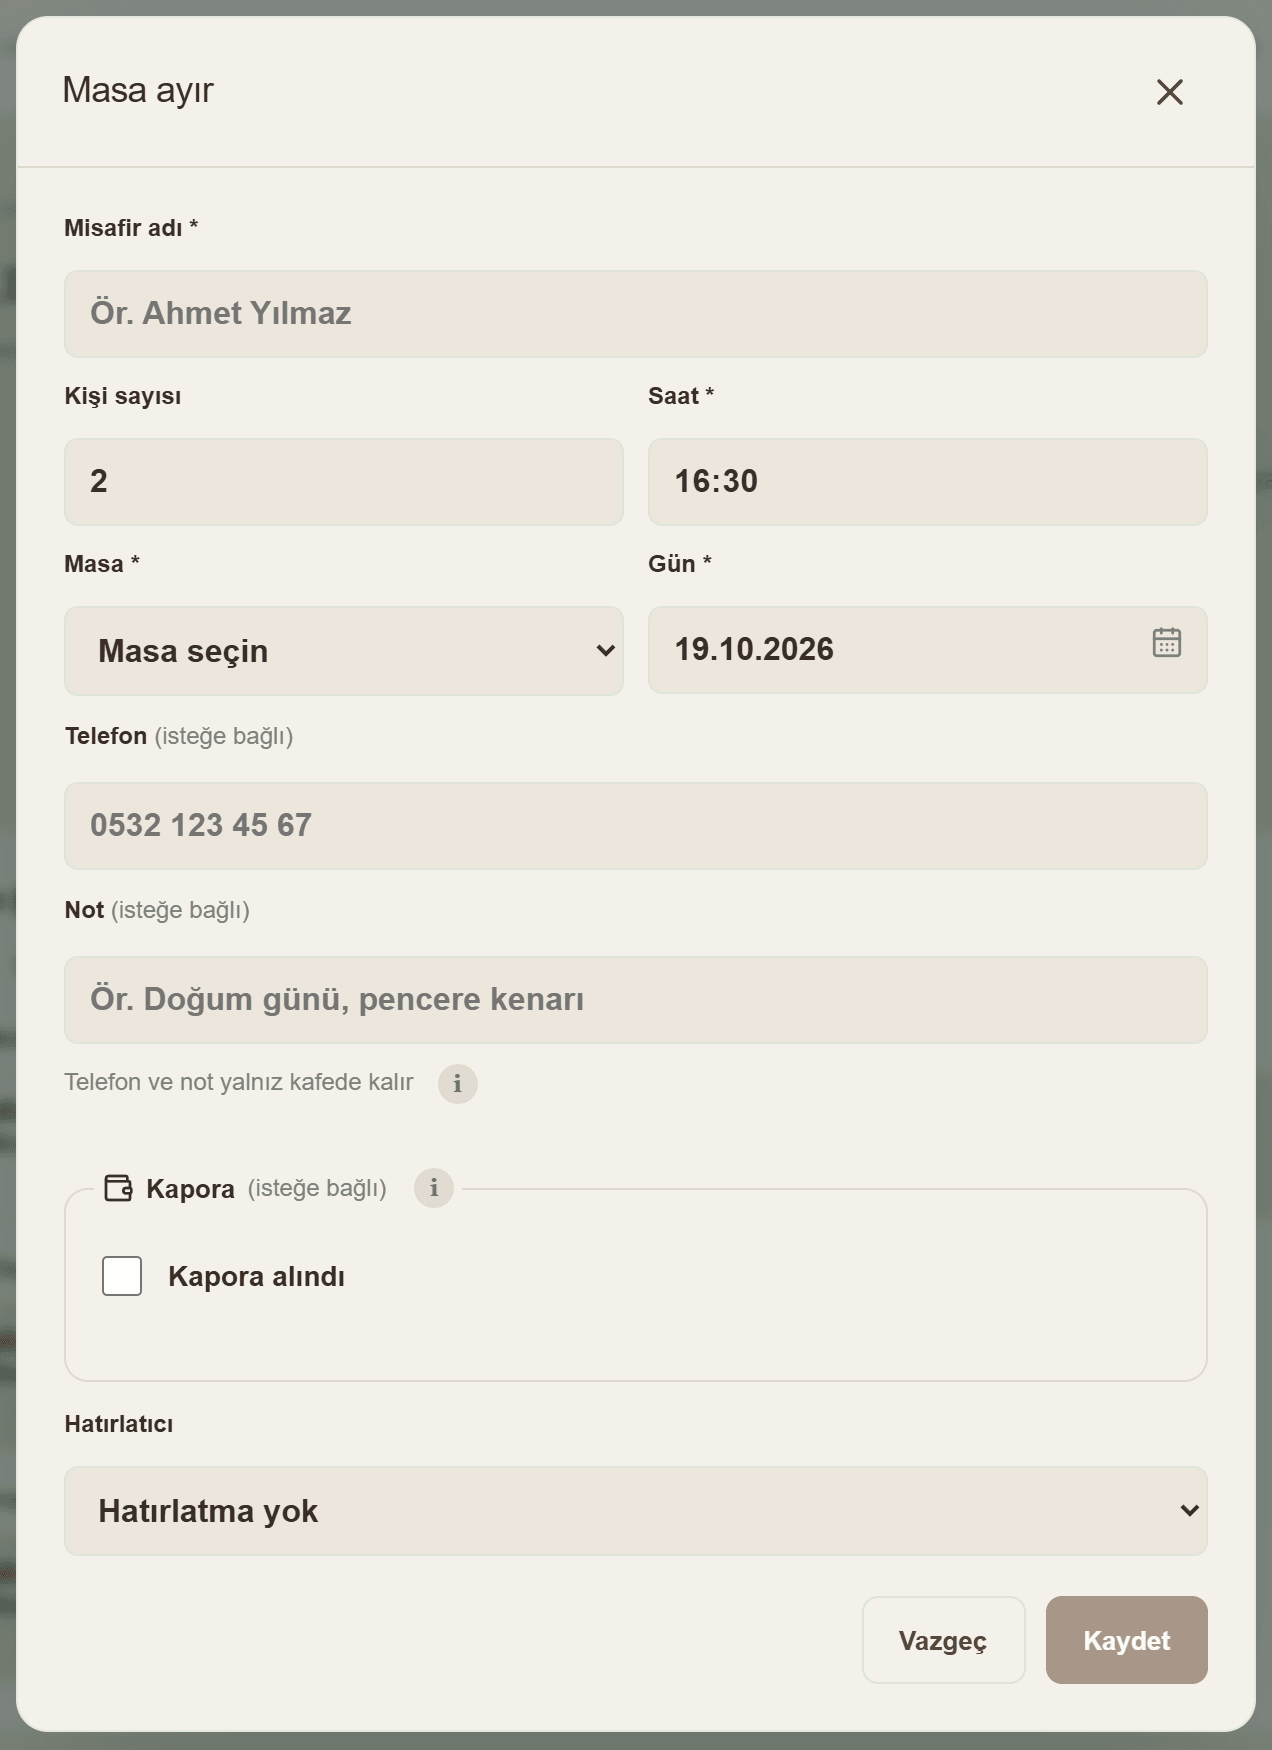 Masa ayır
Misafir adı *
Ör. Ahmet Yılmaz
Kişi sayısı
Saat *
2
16:30
Masa *
Gün *
Masa seçin
19.10.2026
Telefon (isteğe bağlı)
0532 123 45 67
Not (isteğe bağlı)
Ör. Doğum günü, pencere kenarı
Telefon ve not yalnız kafede kalır i
Kapora (isteğe bağlı) i
Kapora alındı
Hatırlatıcı
Hatırlatma yok
Vazgeç
Kaydet